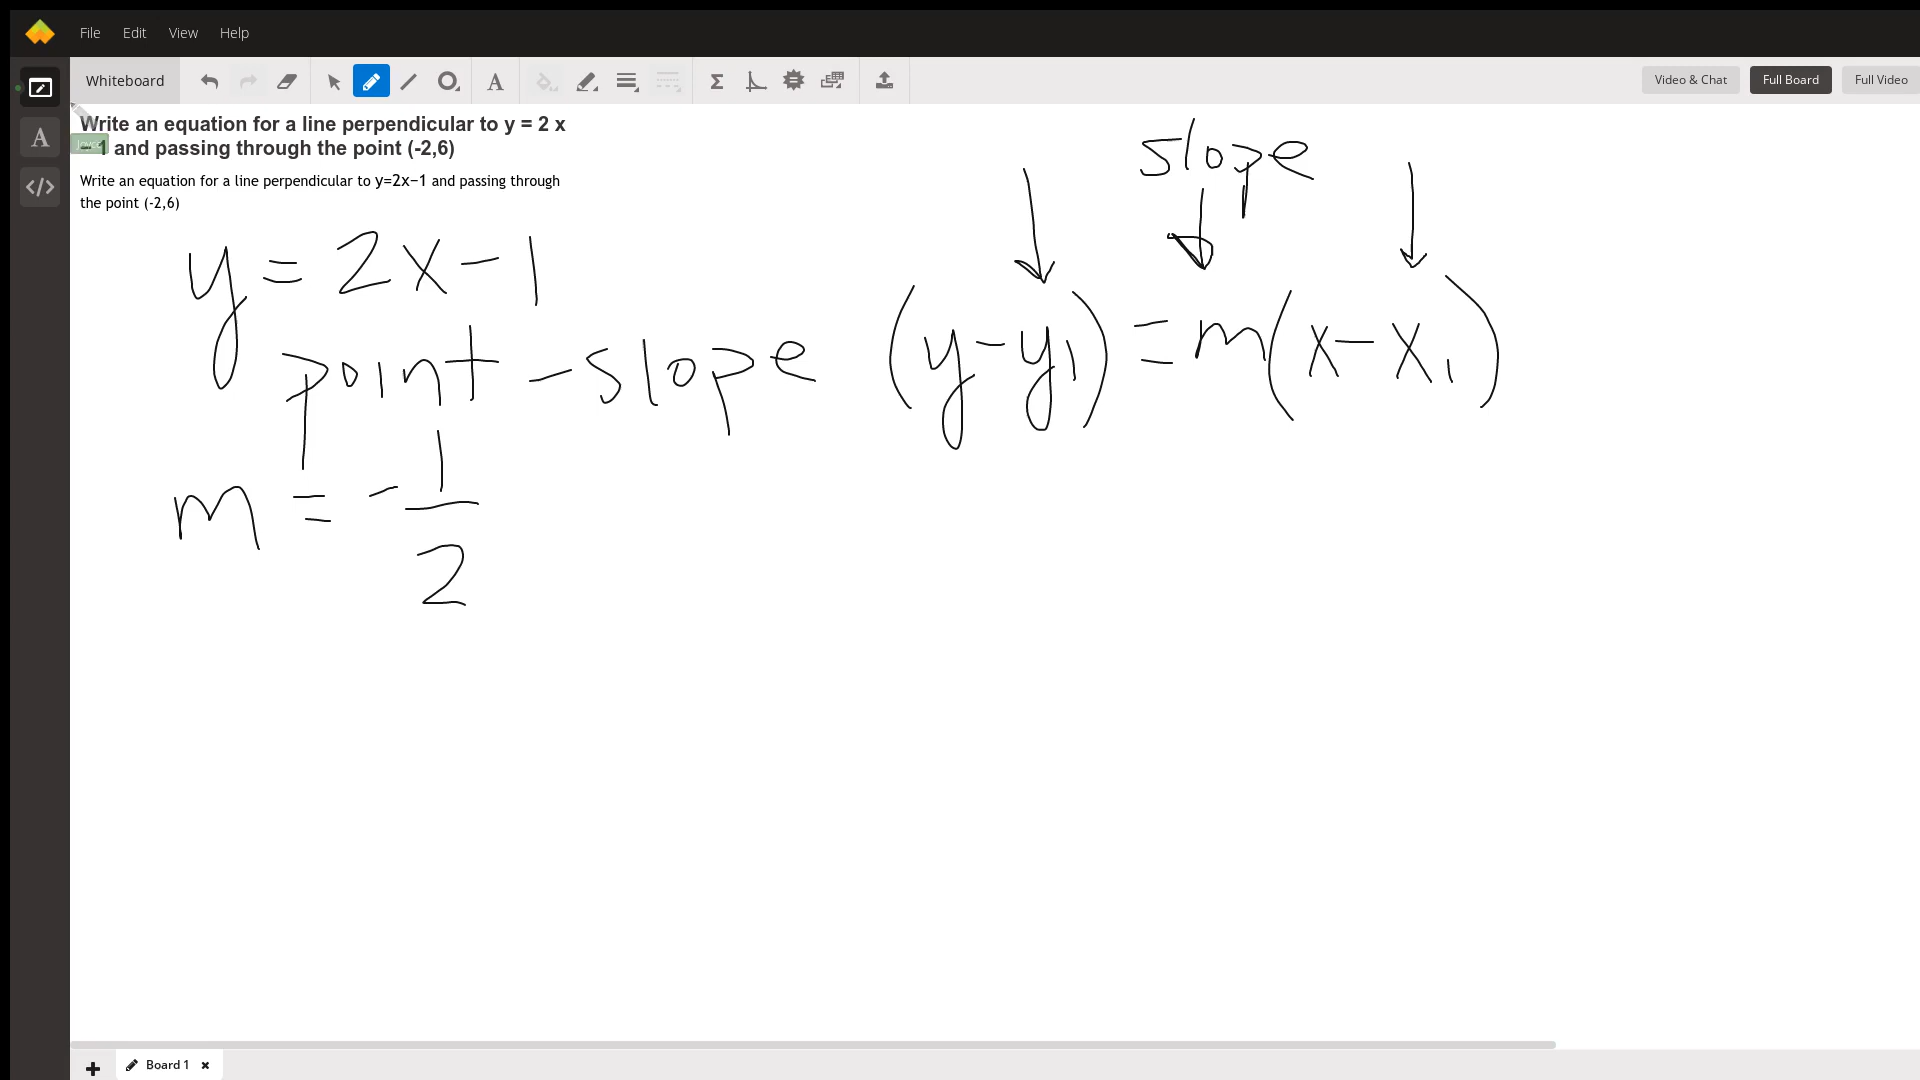 File Edit View Help
Whiteboard
Video & Chat Full Board Full Video
Write an equation for a line perpendicular to y = 2 x
− 1 and passing through the point (-2,6)
Write an equation for a line perpendicular to y=2x−1 and passing through
the point (-2,6)
slope
y = 2x - 1
point - slope (y - y1) = m(x - x1)
m = - 1
2
Board 1